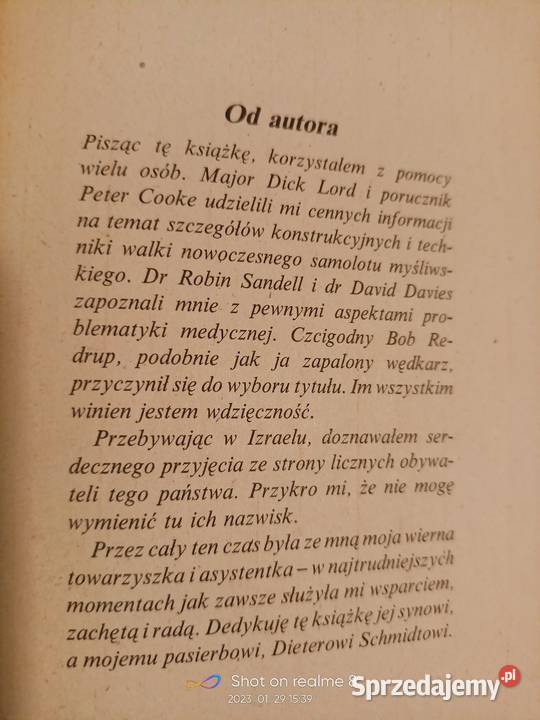 Od autora
Pisząc tę książkę, korzystałem z pomocy
wielu osób. Major Dick Lord i porucznik
Peter Cooke udzielili mi cennych informacji
na temat szczegółów konstrukcyjnych i tech-
niki walki nowoczesnego samolotu myśliws-
kiego. Dr Robin Sandell i dr David Davies
zapoznali mnie z pewnymi aspektami pro-
blematyki medycznej. Czcigodny Bob Re-
drup, podobnie jak ja zapalony wędkarz,
przyczynił się do wyboru tytułu. Im wszystkim
winien jestem wdzięczność.
Przebywając w Izraelu, doznawałem ser-
decznego przyjęcia ze strony licznych obywa-
teli tego państwa. Przykro mi, że nie mogę
wymienić tu ich nazwisk.
Przez cały ten czas była ze mną moja wierna
towarzyszka i asystentka – w najtrudniejszych
momentach jak zawsze służyła mi wsparciem,
zachętą i radą. Dedykuję tę książkę jej synowi,
a mojemu pasierbowi, Dieterowi Schmidtowi.
Shot on realme 8
2023.01.29 15:39
Sprzedajemy.pl